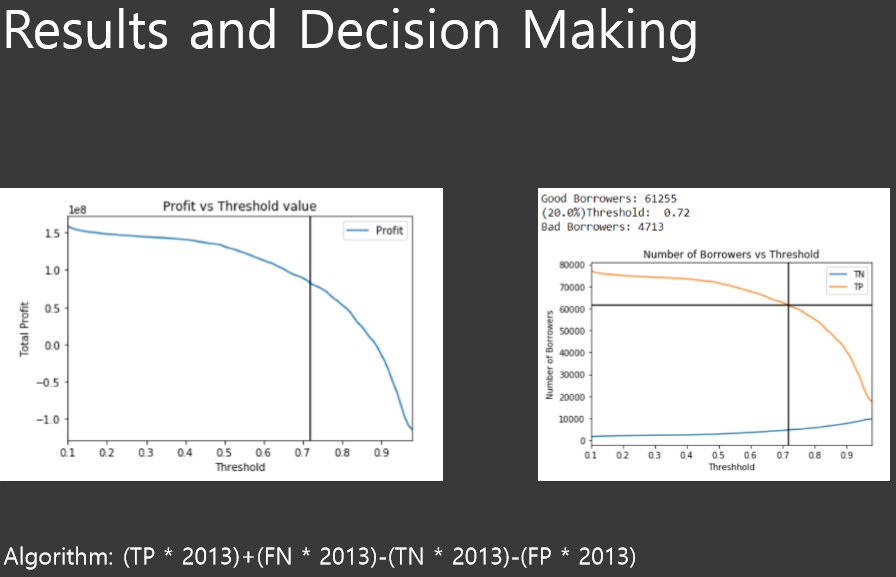 Results and Decision Making
1e8
Profit vs Threshold value
Profit
1.5
1.0
0.5
0.0
−0.5
−1.0
Total Profit
0.1 0.2 0.3 0.4 0.5 0.6 0.7 0.8 0.9
Threshold
Good Borrowers: 61255
(20.0%)Threshold: 0.72
Bad Borrowers: 4713
Number of Borrowers vs Threshold
TN
TP
80000
70000
60000
50000
40000
30000
20000
10000
0
Number of Borrowers
0.1 0.2 0.3 0.4 0.5 0.6 0.7 0.8 0.9
Threshhold
Algorithm: (TP * 2013)+(FN * 2013)-(TN * 2013)-(FP * 2013)